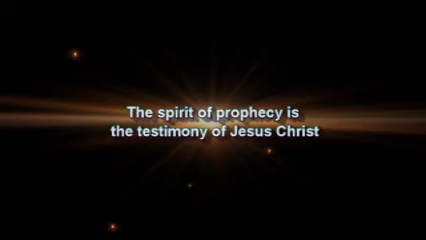 The spirit of prophecy is
the testimony of Jesus Christ